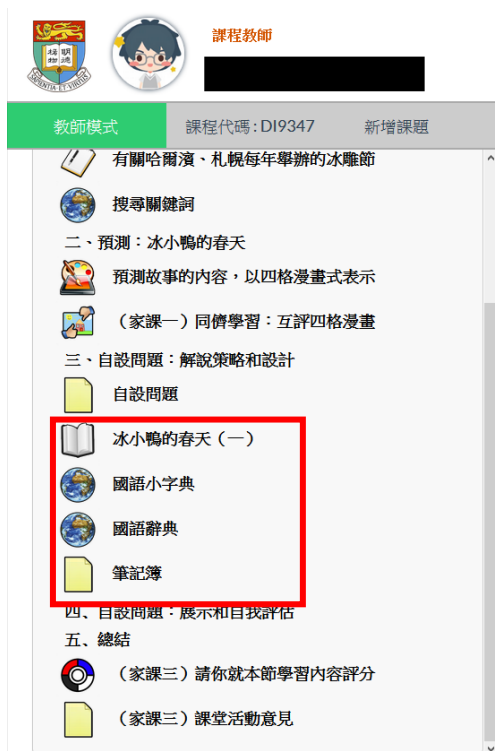 課程教師
教師模式
課程代碼 : DI9347
新增課題
有關哈爾濱、札幌每年舉辦的冰雕節
搜尋關鍵詞
二、預測：冰小鴨的春天
預測故事的內容，以四格漫畫式表示
（家課一）同儕學習：互評四格漫畫
三、自設問題：解說策略和設計
自設問題
冰小鴨的春天（一）
國語小字典
國語辭典
筆記簿
四、自設問題：展示和自我評估
五、總結
（家課三）請你就本節學習內容評分
（家課三）課堂活動意見